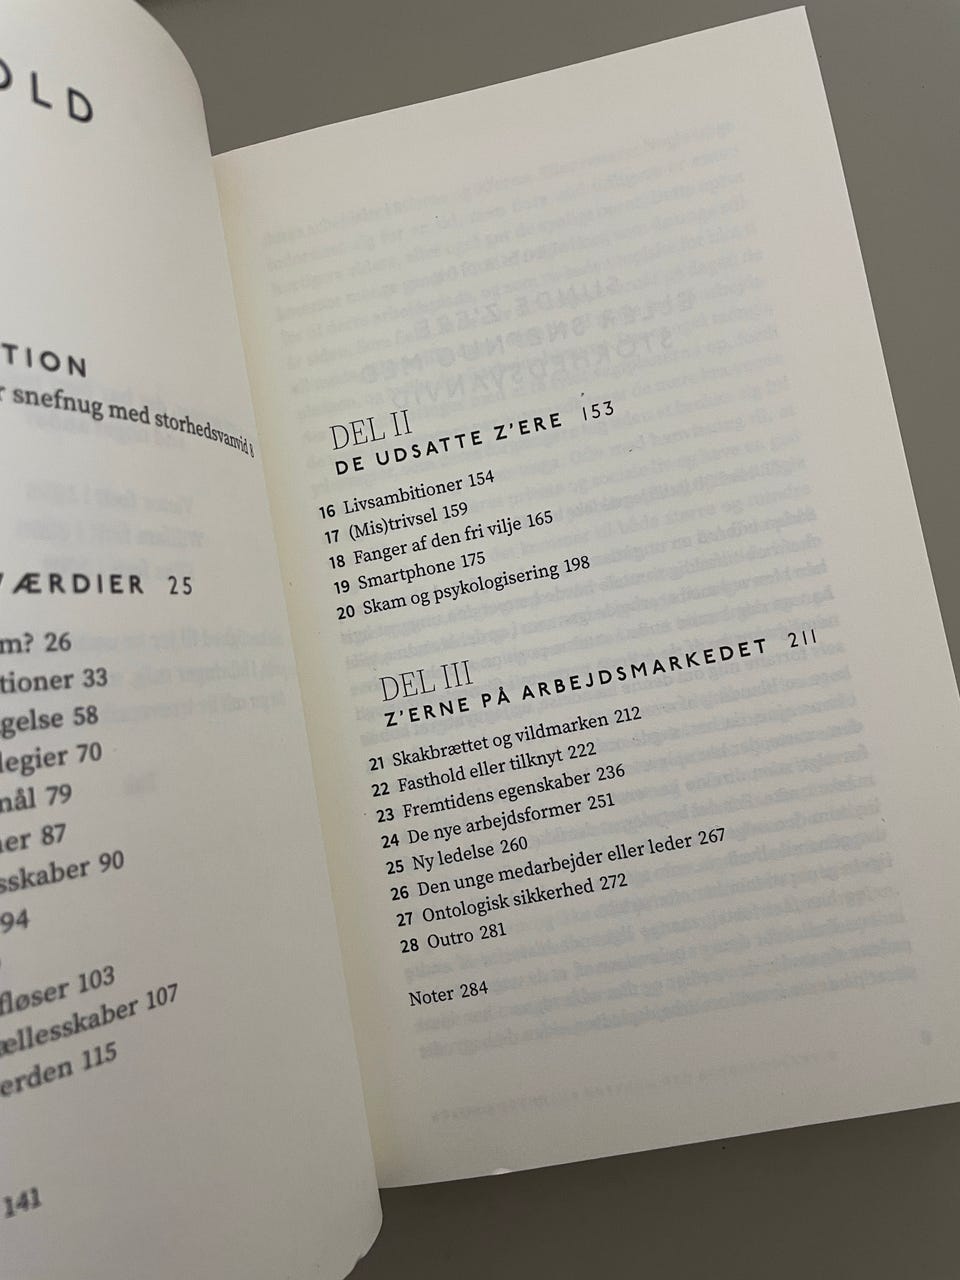 OLD
TION
snefnug med storhedsvanvid 8
VÆRDIER 25
m? 26
tioner 33
gelse 58
legier 70
mål 79
ner 87
sskaber 90
94
fløser 103
ællesskaber 107
erden 115
141
DEL II
DE UDSATTE Z'ERE 153
16 Livsambitioner 154
17 (Mis)trivsel 159
18 Fanger af den fri vilje 165
19 Smartphone 175
20 Skam og psykologisering 198
DEL III
Z'ERNE PÅ ARBEJDSMARKEDET 211
21 Skakbrættet og vildmarken 212
22 Fasthold eller tilknyt 222
23 Fremtidens egenskaber 236
24 De nye arbejdsformer 251
25 Ny ledelse 260
26 Den unge medarbejder eller leder 267
27 Ontologisk sikkerhed 272
28 Outro 281
Noter 284